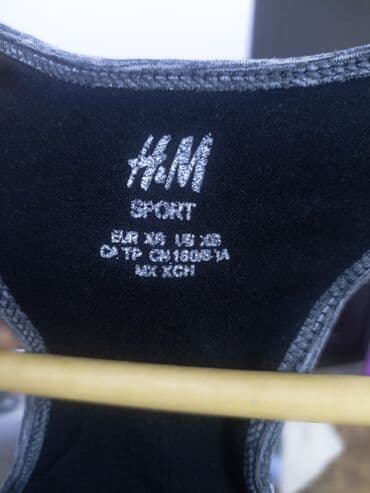 H&M
SPORT
EUR XS US XS
CA TP CN 160/84A
MX XCH